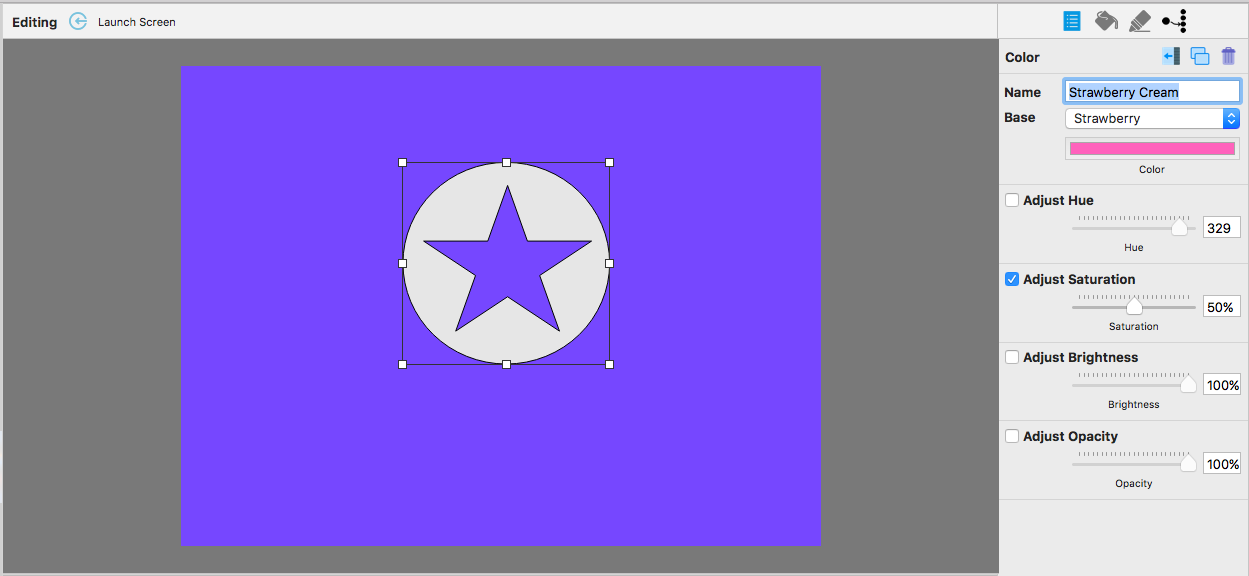 Editing Launch Screen
Color
Name Strawberry Cream
Base Strawberry
Color
Adjust Hue
329
Hue
Adjust Saturation
50%
Saturation
Adjust Brightness
100%
Brightness
Adjust Opacity
100%
Opacity